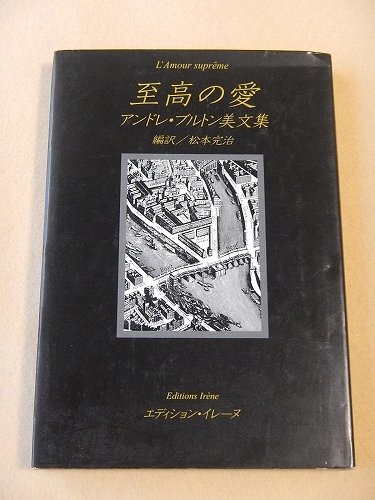 L'Amour suprême
至高の愛
アンドレ・ブルトン美文集
編訳／松本完治
Editions Irène
エディション・イレーヌ